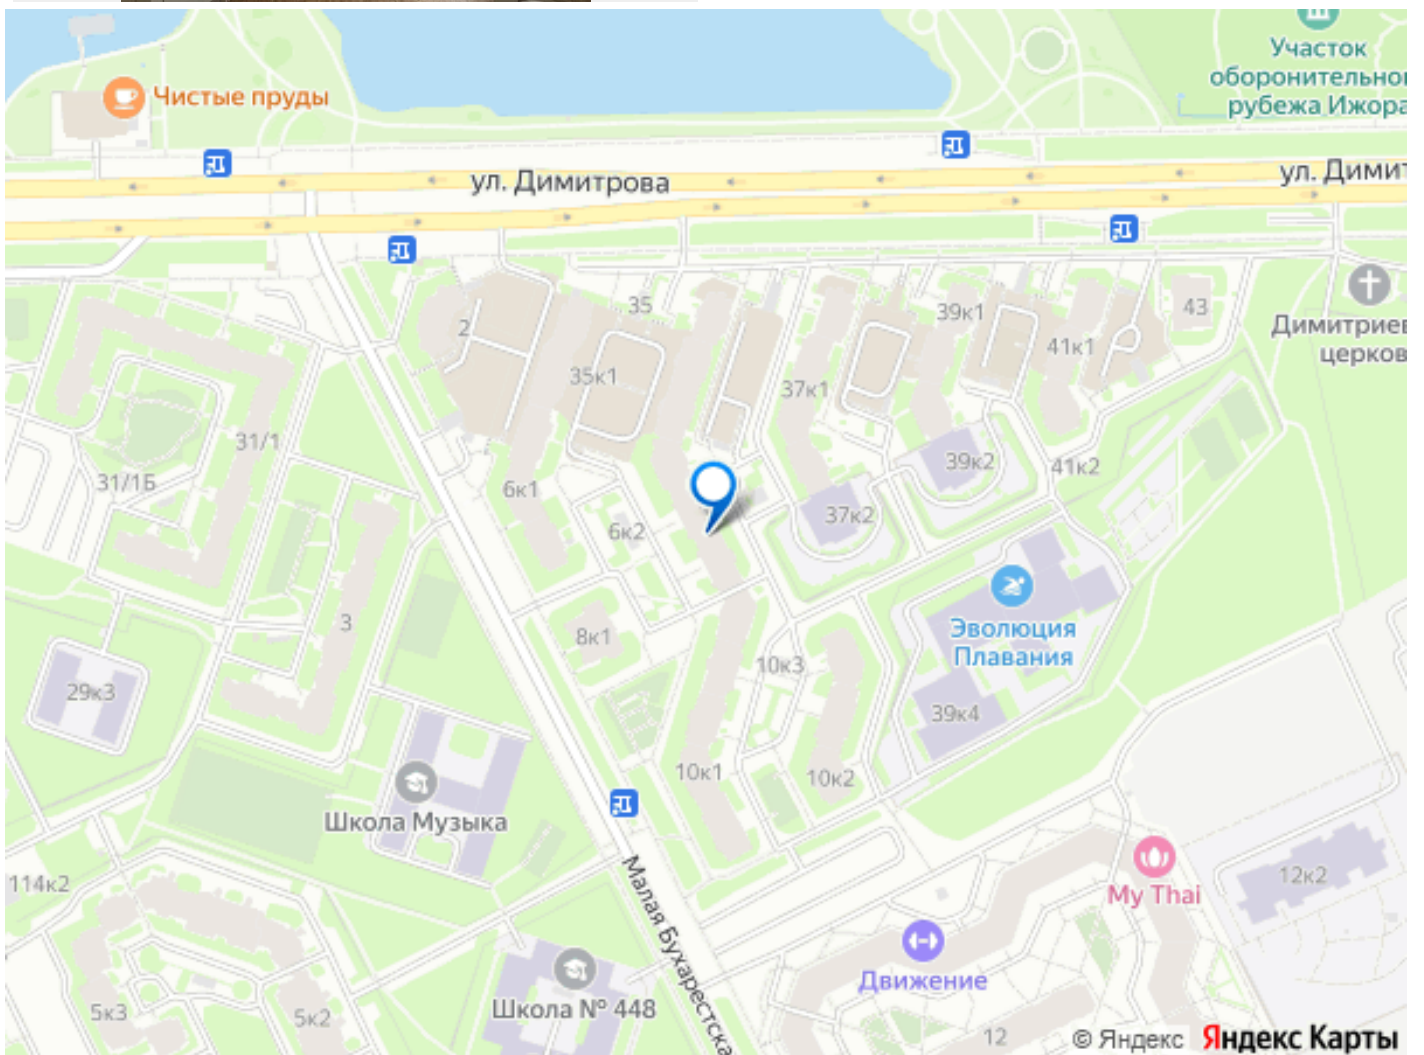 Участок
оборонительно
рубежа Ижора
Чистые пруды
ул. Димитрова
ул. Димит
Димитриев
церков
2
35
35к1
37к1
39к1
41к1
43
31/1
31/1Б
6к1
6к2
37к2
39к2
41к2
3
8к1
10к3
Эволюция
Плавания
29к3
39к4
10к1
10к2
Школа Музыка
114к2
Малая Бухарестска
My Thai
12к2
Движение
Школа № 448
5к3
5к2
12
© Яндекс Яндекс Карты